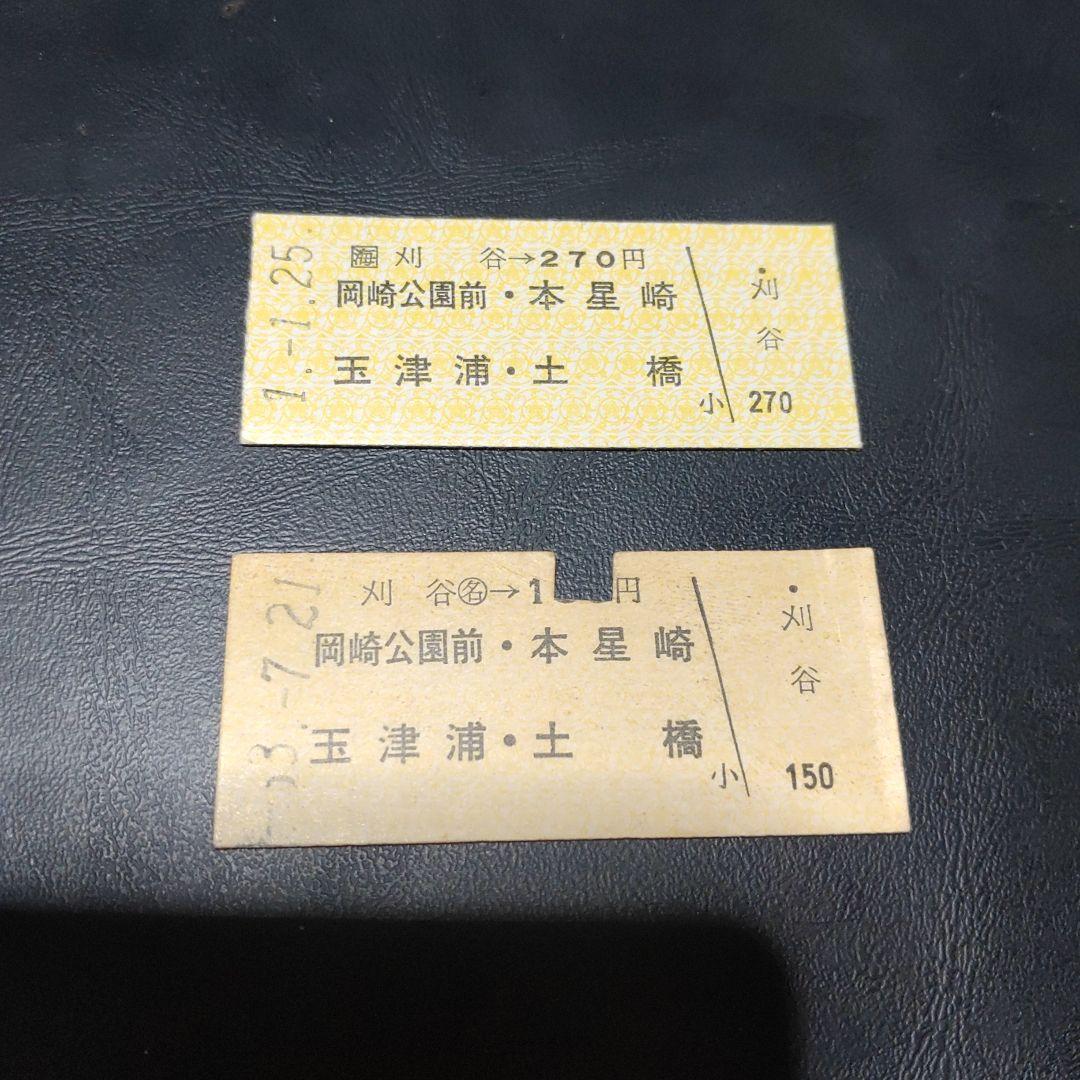 1.-1.25
海 刈 谷→270円
岡崎公園前・本星崎
玉津浦・土橋
小
・刈谷
270
53.-7.21
刈 谷名→1 円
岡崎公園前・本星崎
玉津浦・土橋
小
・刈谷
150